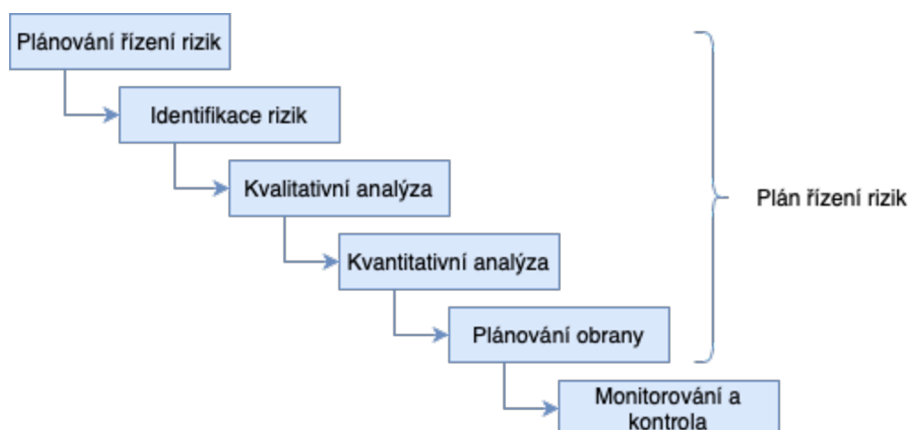 Plánování řízení rizik
Identifikace rizik
Kvalitativní analýza
Plán řízení rizik
Kvantitativní analýza
Plánování obrany
Monitorování a
kontrola